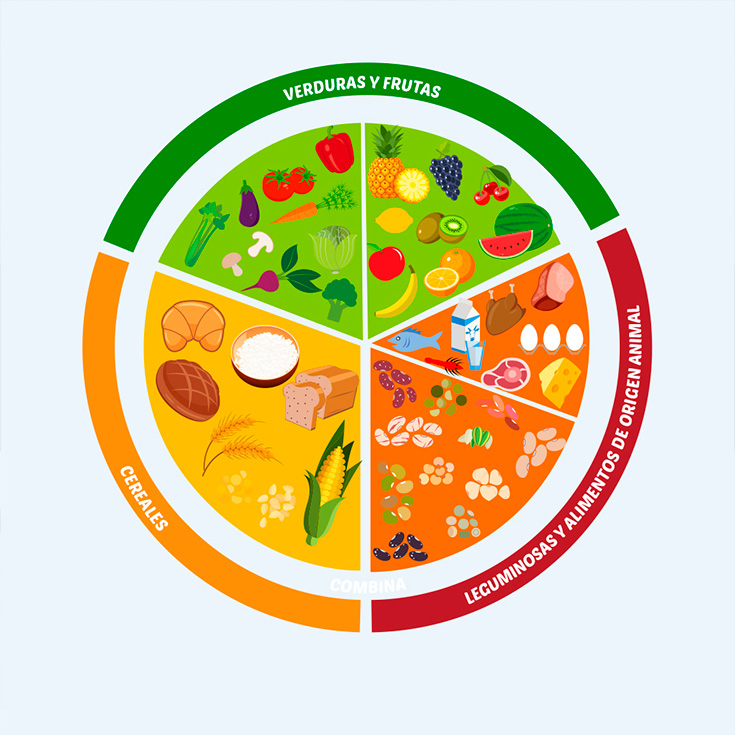 VERDURAS Y FRUTAS
CEREALES
LEGUMINOSAS Y ALIMENTOS DE ORIGEN ANIMAL
COMBINA